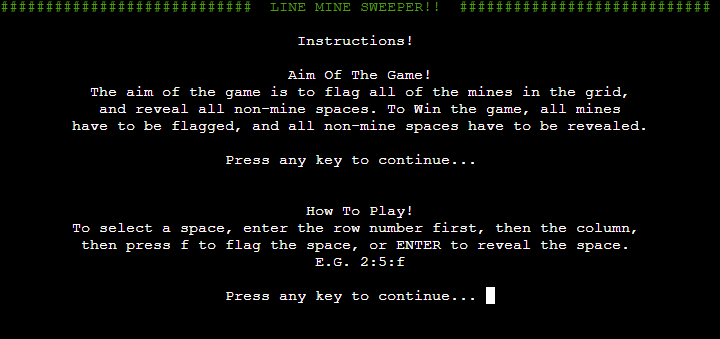 ############################  LINE MINE SWEEPER!!  ############################
Instructions!
Aim Of The Game!
The aim of the game is to flag all of the mines in the grid,
and reveal all non-mine spaces. To Win the game, all mines
have to be flagged, and all non-mine spaces have to be revealed.
Press any key to continue...
How To Play!
To select a space, enter the row number first, then the column,
then press f to flag the space, or ENTER to reveal the space.
E.G. 2:5:f
Press any key to continue...